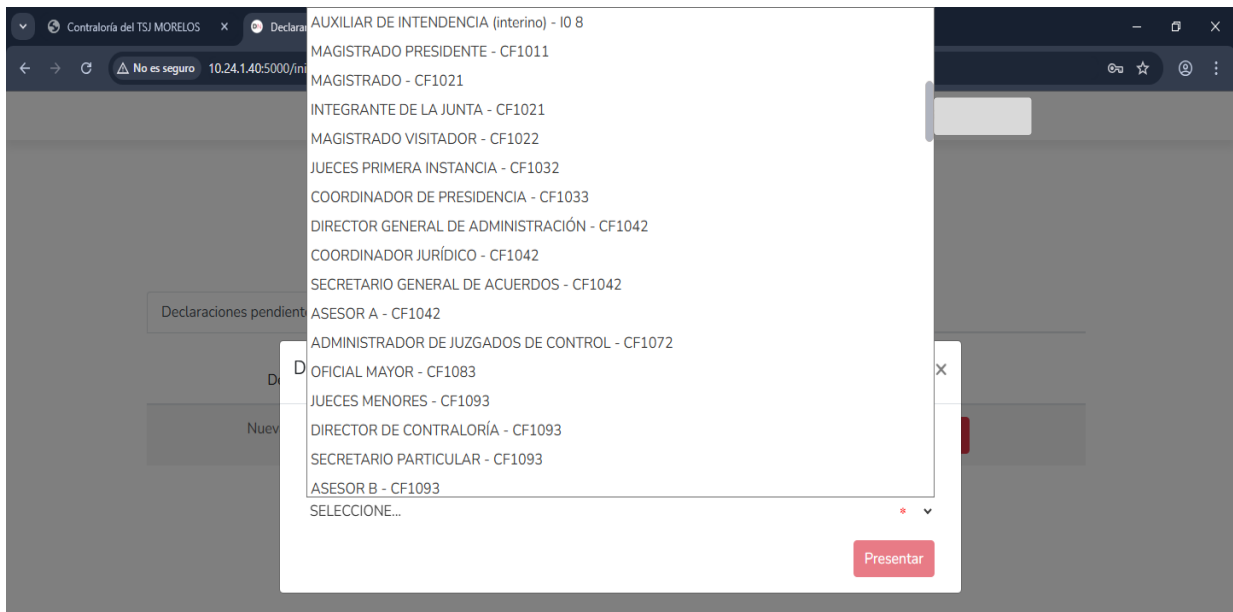 Contraloría del TSJ MORELOS
AUXILIAR DE INTENDENCIA (interino) - I0 8
No es seguro 10.24.1.40:5000/ini
MAGISTRADO PRESIDENTE - CF1011
MAGISTRADO - CF1021
INTEGRANTE DE LA JUNTA - CF1021
MAGISTRADO VISITADOR - CF1022
JUECES PRIMERA INSTANCIA - CF1032
COORDINADOR DE PRESIDENCIA - CF1033
DIRECTOR GENERAL DE ADMINISTRACIÓN - CF1042
COORDINADOR JURÍDICO - CF1042
SECRETARIO GENERAL DE ACUERDOS - CF1042
Declaraciones
ASESOR A - CF1042
ADMINISTRADOR DE JUZGADOS DE CONTROL - CF1072
OFICIAL MAYOR - CF1083
JUECES MENORES - CF1093
DIRECTOR DE CONTRALORÍA - CF1093
SECRETARIO PARTICULAR - CF1093
ASESOR B - CF1093
SELECCIONE... *
Presentar